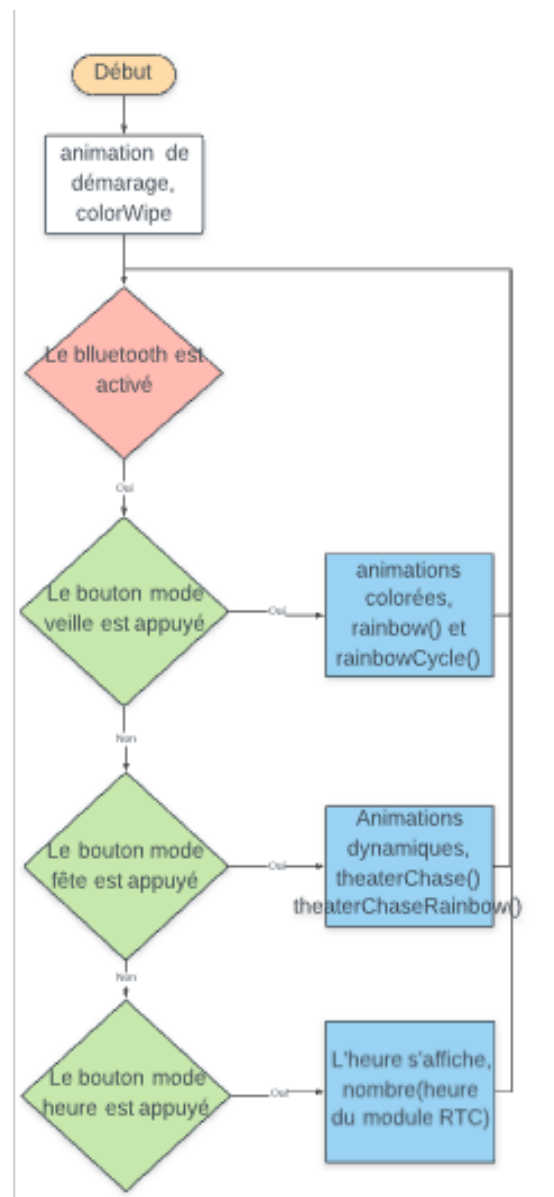 Début
animation de
démarage,
colorWipe
Le blluetooth est
activé
Oui
Le bouton mode
veille est appuyé
Oui
animations
colorées,
rainbow() et
rainbowCycle()
Non
Le bouton mode
fête est appuyé
Oui
Animations
dynamiques,
theaterChase()
theaterChaseRainbow()
Non
Le bouton mode
heure est appuyé
Oui
L'heure s'affiche,
nombre(heure
du module RTC)